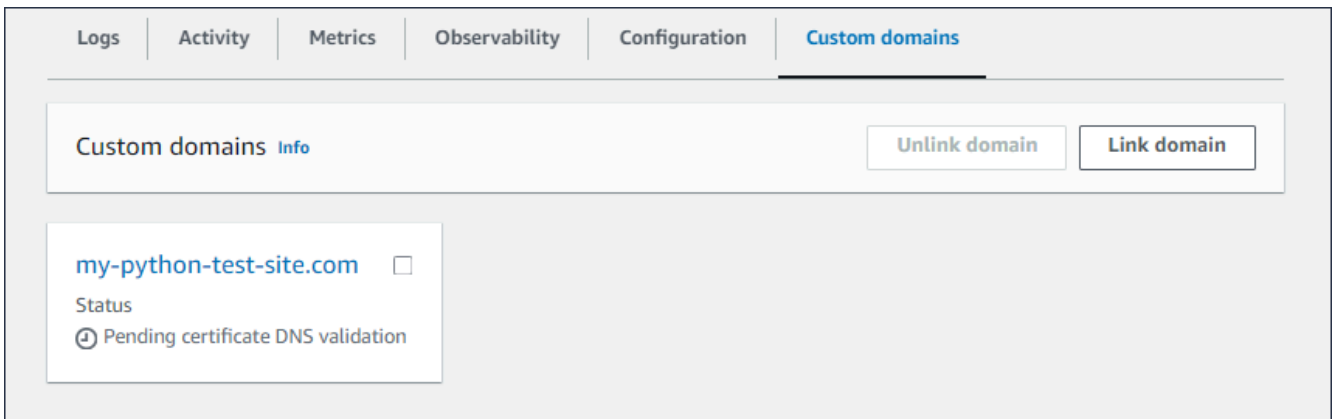 Logs Activity Metrics Observability Configuration Custom domains
Custom domains Info Unlink domain Link domain
my-python-test-site.com
Status
Pending certificate DNS validation